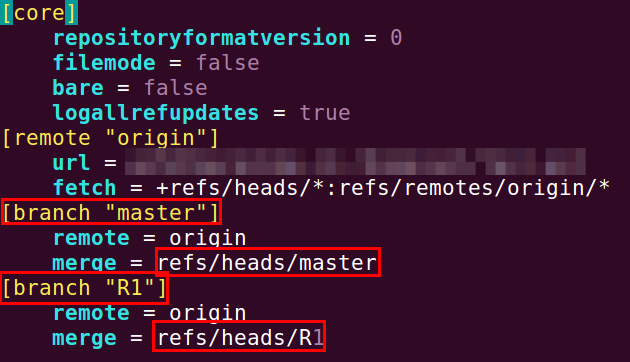 [core]
repositoryformatversion = 0
filemode = false
bare = false
logallrefupdates = true
[remote "origin"]
url =
fetch = +refs/heads/*:refs/remotes/origin/*
[branch "master"]
remote = origin
merge = refs/heads/master
[branch "R1"]
remote = origin
merge = refs/heads/R1